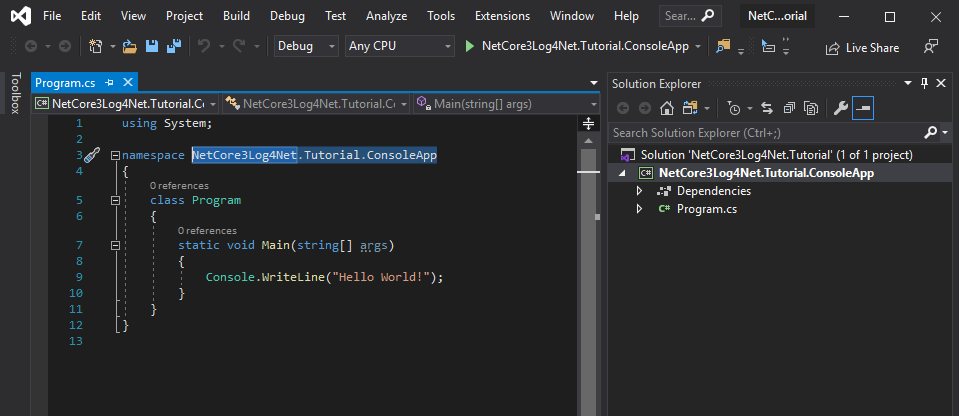 File Edit View Project Build Debug Test Analyze Tools Extensions Window Help Sear... NetC...orial
Debug Any CPU NetCore3Log4Net.Tutorial.ConsoleApp Live Share
Toolbox
Program.cs
NetCore3Log4Net.Tutorial.Co NetCore3Log4Net.Tutorial.Co Main(string[] args)
1 using System;
2
3 namespace NetCore3Log4Net.Tutorial.ConsoleApp
4 {
0 references
5 class Program
6 {
0 references
7 static void Main(string[] args)
8 {
9 Console.WriteLine("Hello World!");
10 }
11 }
12 }
13
Solution Explorer
Search Solution Explorer (Ctrl+;)
Solution 'NetCore3Log4Net.Tutorial' (1 of 1 project)
C# NetCore3Log4Net.Tutorial.ConsoleApp
Dependencies
C# Program.cs